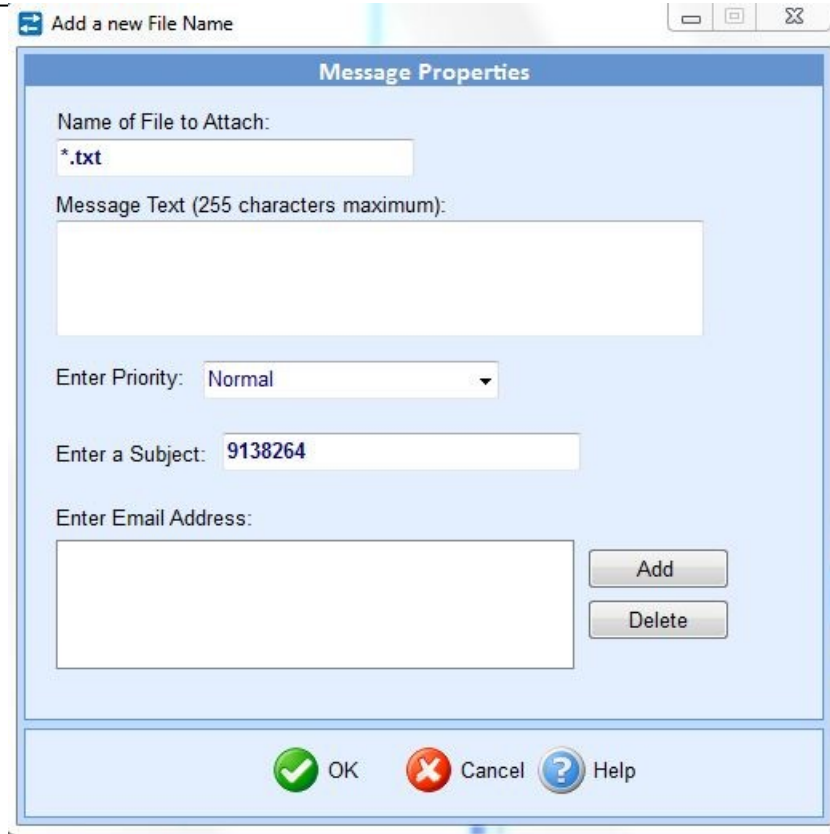 Add a new File Name
Message Properties
Name of File to Attach:
*.txt
Message Text (255 characters maximum):
Enter Priority: Normal
Enter a Subject: 9138264
Enter Email Address:
Add
Delete
OK Cancel Help